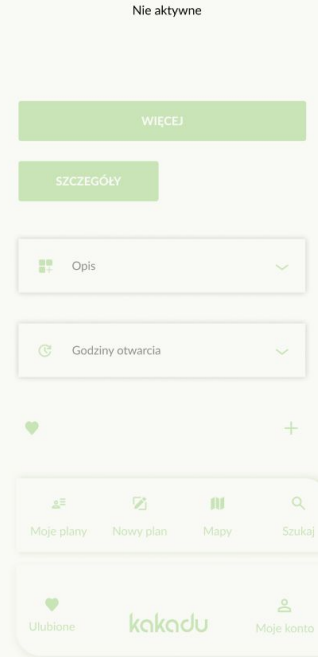 Nie aktywne
WIĘCEJ
SZCZEGÓŁY
Opis
Godziny otwarcia
Moje plany Nowy plan Mapy Szukaj
Ulubione kakadu Moje konto